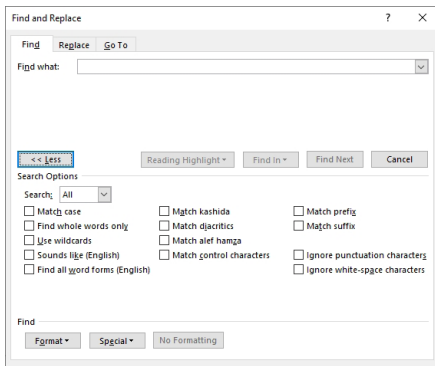 Find and Replace ? ×
Find Replace Go To
Find what:
<< Less Reading Highlight Find In Find Next Cancel
Search Options
Search: All
Match case Match kashida Match prefix
Find whole words only Match diacritics Match suffix
Use wildcards Match alef hamza
Sounds like (English) Match control characters Ignore punctuation characters
Find all word forms (English) Ignore white-space characters
Find
Format Special No Formatting